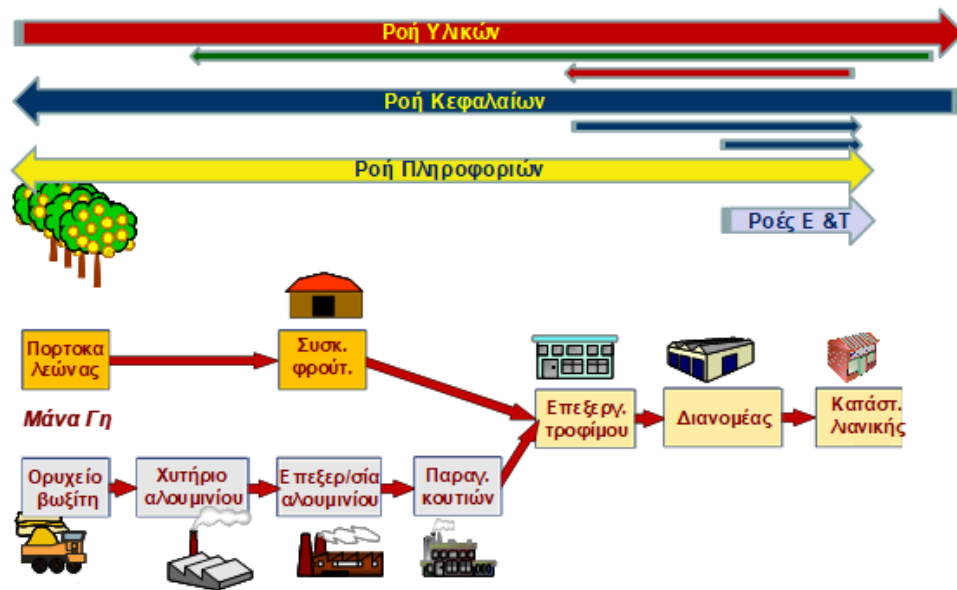 Ροή Υλικών
Ροή Κεφαλαίων
Ροή Πληροφοριών
Ροές Ε &Τ
Πορτοκα
λεώνας
Συσκ.
φρούτ.
Μάνα Γη
Επεξεργ.
τροφίμου
Διανομέας
Κατάστ.
λιανικής
Ορυχείο
βωξίτη
Χυτήριο
αλουμινίου
Επεξερ/σία
αλουμινίου
Παραγ.
κουτιών